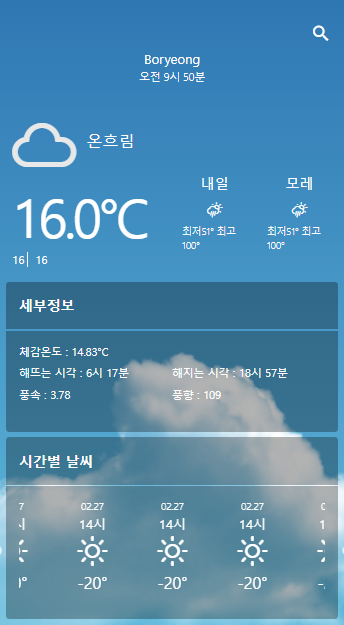 Boryeong
오전 9시 50분
온흐림
내일 모레
16.0°C
최저51° 최고 최저51° 최고
100° 100°
16 | 16
세부정보
체감온도 : 14.83°C
해뜨는 시각 : 6시 17분 해지는 시각 : 18시 57분
풍속 : 3.78 풍향 : 109
시간별 날씨
02.27 02.27 02.27
14시 14시 14시
-20° -20° -20°